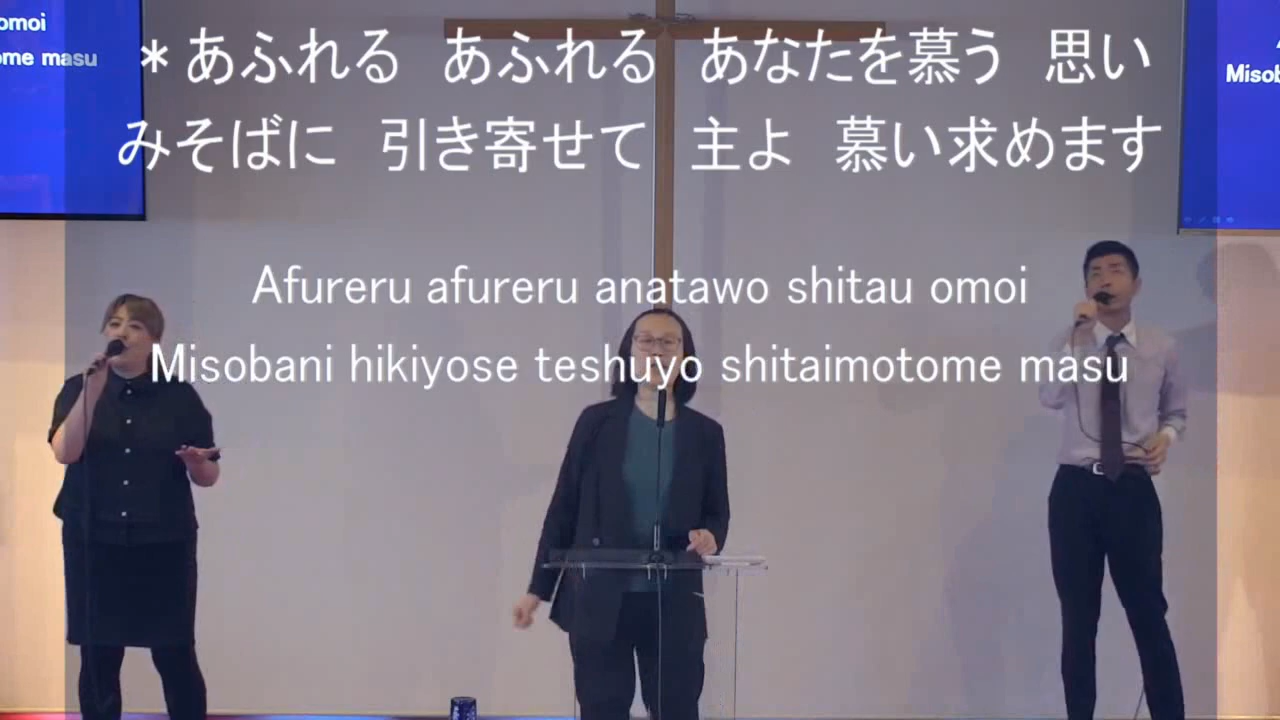 omoi
ome masu
Misob
＊あふれる　あふれる　あなたを慕う　思い
みそばに　引き寄せて　主よ　慕い求めます
Afureru afureru anatawo shitau omoi
Misobani hikiyose teshuyo shitaimotome masu